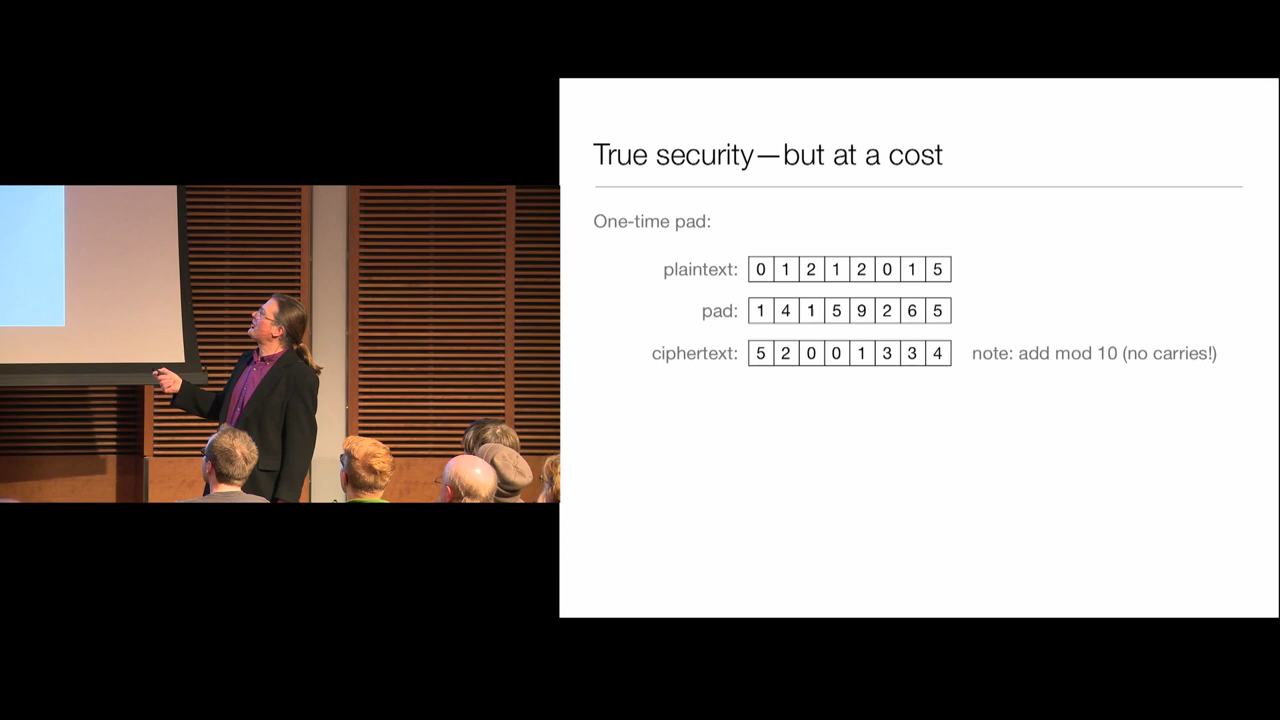 True security—but at a cost
One-time pad:
plaintext: 0 1 2 1 2 0 1 5
pad: 1 4 1 5 9 2 6 5
ciphertext: 5 2 0 0 1 3 3 4 note: add mod 10 (no carries!)